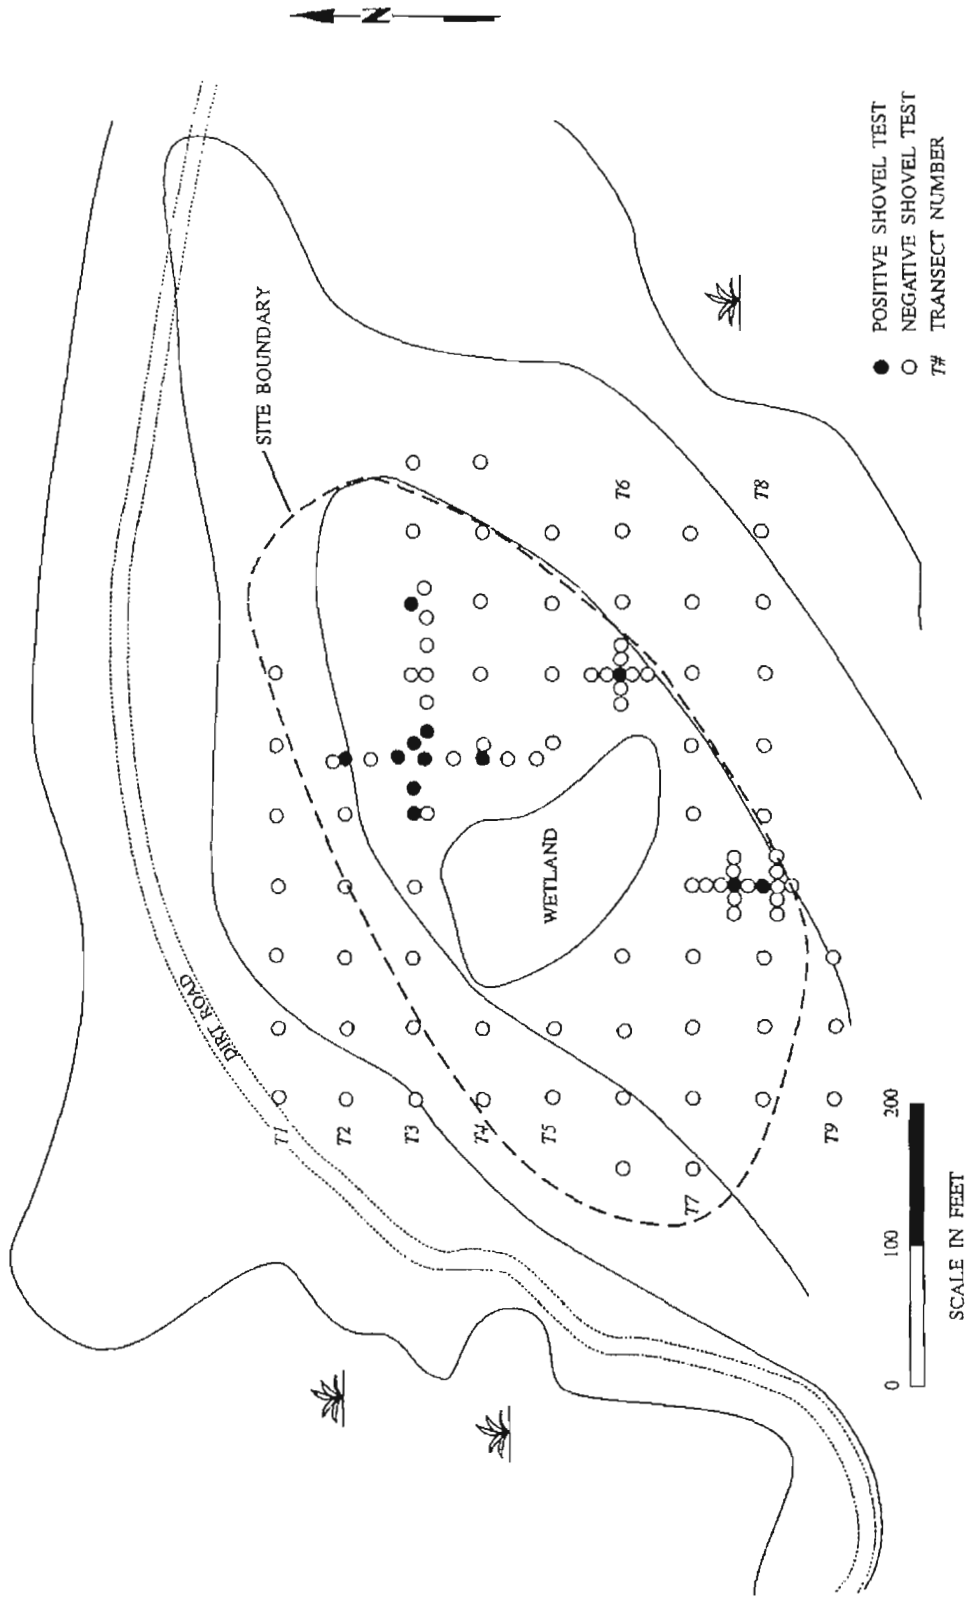 N
SITE BOUNDARY
DIRT ROAD
WETLAND
T1
T2
T3
T4
T5
T6
T7
T8
T9
● POSITIVE SHOVEL TEST
○ NEGATIVE SHOVEL TEST
T# TRANSECT NUMBER
0 100 200
SCALE IN FEET